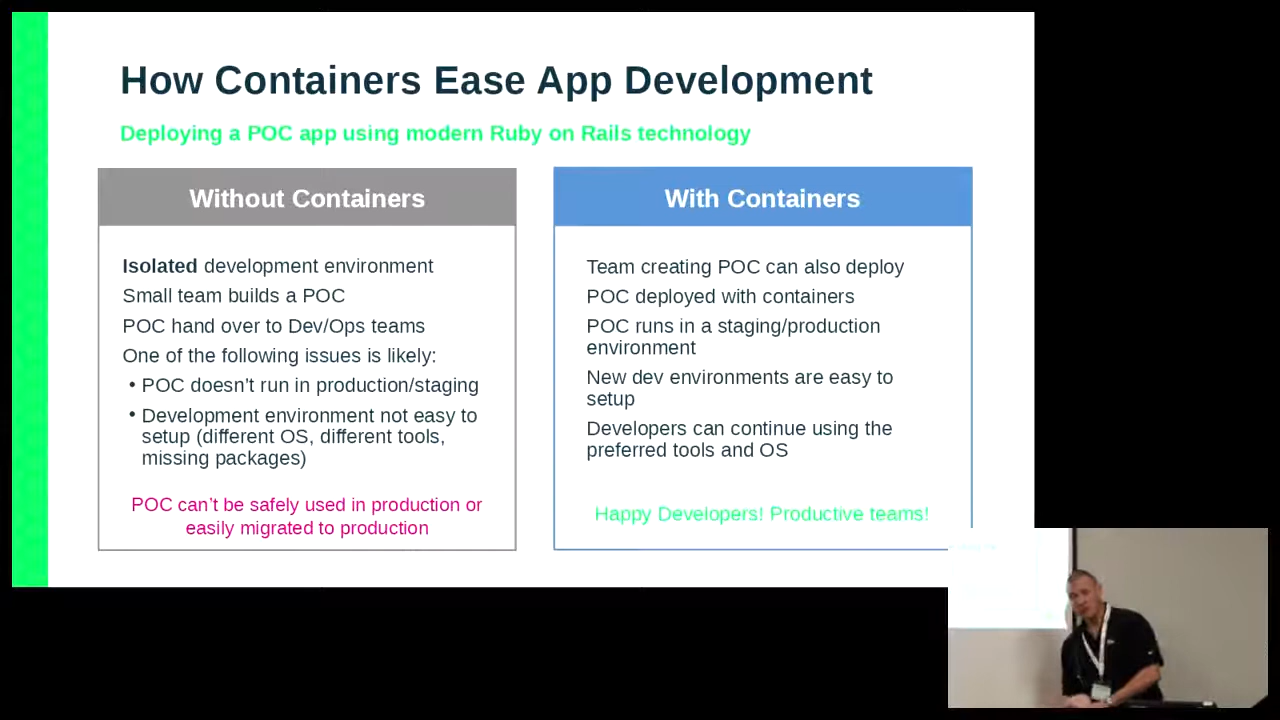 How Containers Ease App Development
Deploying a POC app using modern Ruby on Rails technology
Without Containers
Isolated development environment
Small team builds a POC
POC hand over to Dev/Ops teams
One of the following issues is likely:
• POC doesn't run in production/staging
• Development environment not easy to
setup (different OS, different tools,
missing packages)
POC can't be safely used in production or
easily migrated to production
With Containers
Team creating POC can also deploy
POC deployed with containers
POC runs in a staging/production
environment
New dev environments are easy to
setup
Developers can continue using the
preferred tools and OS
Happy Developers! Productive teams!